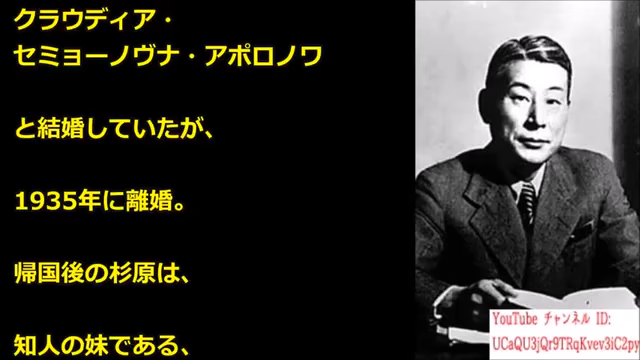 クラウディア・
セミョーノヴナ・アポロノワ
と結婚していたが、
1935年に離婚。
帰国後の杉原は、
知人の妹である、
YouTube チャンネル ID:
UCaQU3jQr9TRqKvev3iC2py